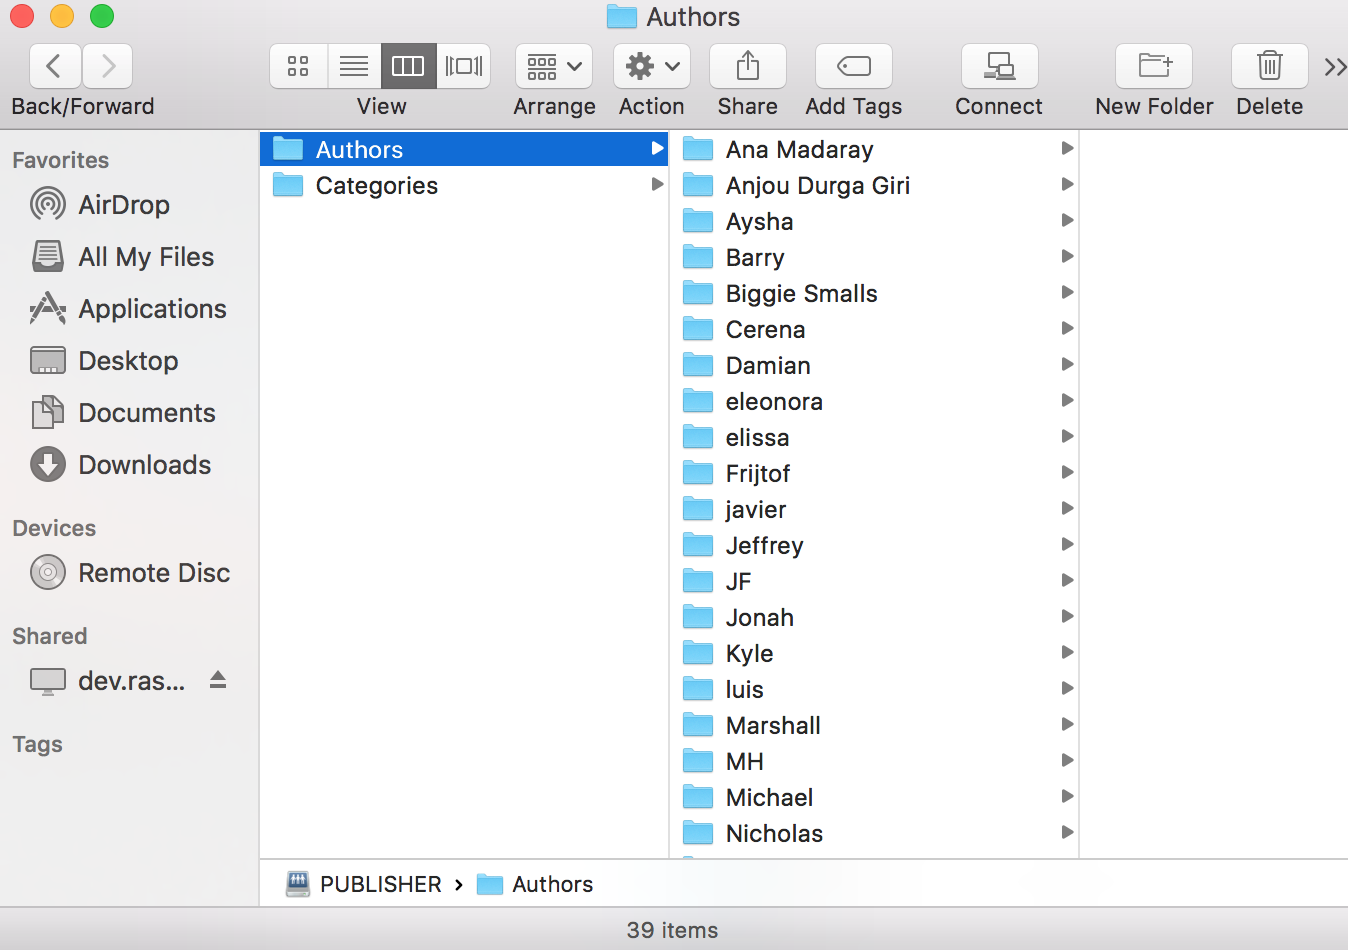 Authors
Back/Forward
View
Arrange
Action
Share
Add Tags
Connect
New Folder
Delete
Favorites
AirDrop
All My Files
Applications
Desktop
Documents
Downloads
Devices
Remote Disc
Shared
dev.ras...
Tags
Authors
Categories
Ana Madaray
Anjou Durga Giri
Aysha
Barry
Biggie Smalls
Cerena
Damian
eleonora
elissa
Frijtof
javier
Jeffrey
JF
Jonah
Kyle
luis
Marshall
MH
Michael
Nicholas
PUBLISHER › Authors
39 items